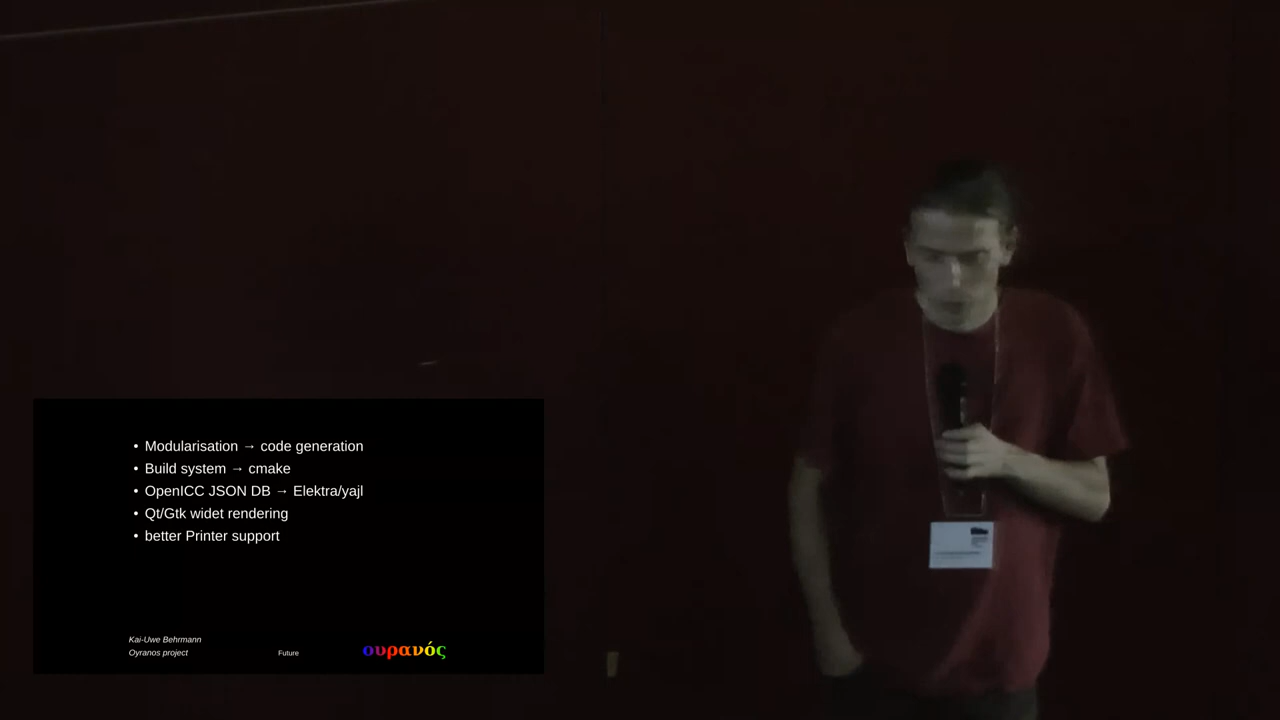 • Modularisation → code generation
• Build system → cmake
• OpenICC JSON DB → Elektra/yajl
• Qt/Gtk widet rendering
• better Printer support
Kai-Uwe Behrmann
Oyranos project
Future
ουρανός